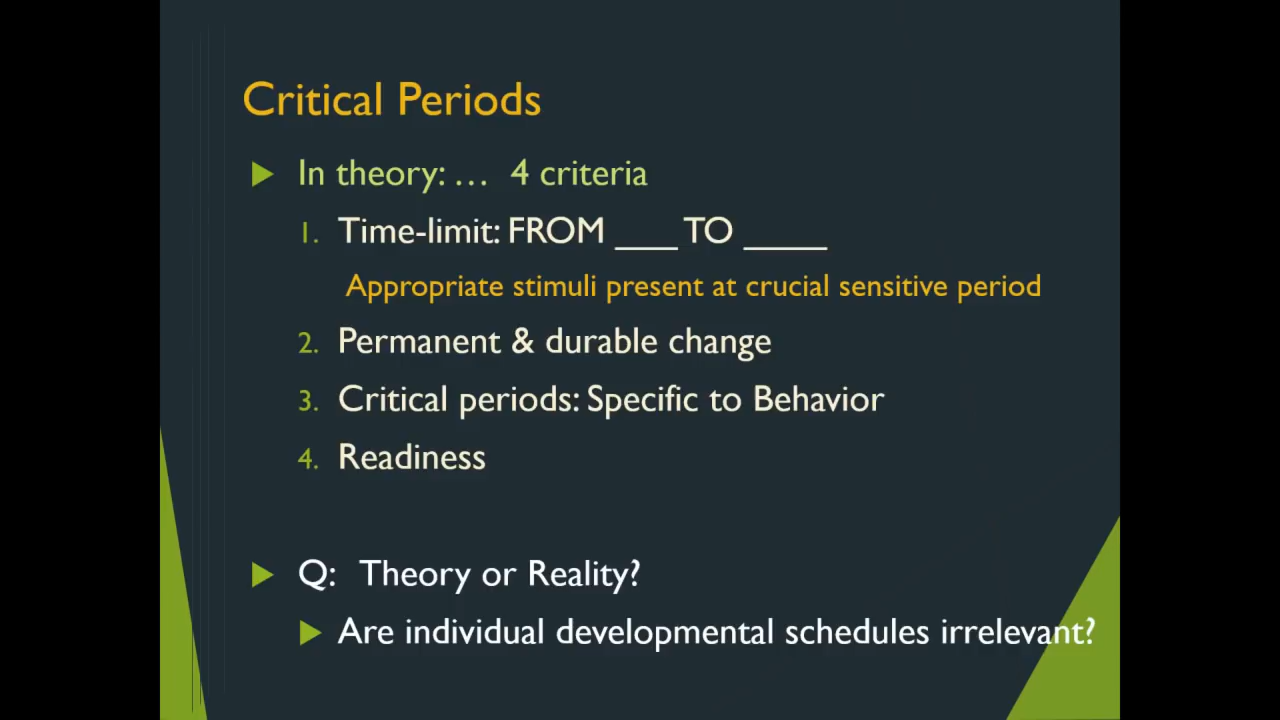 Critical Periods
In theory: … 4 criteria
1. Time-limit: FROM ___ TO ____
Appropriate stimuli present at crucial sensitive period
2. Permanent & durable change
3. Critical periods: Specific to Behavior
4. Readiness
Q: Theory or Reality?
Are individual developmental schedules irrelevant?